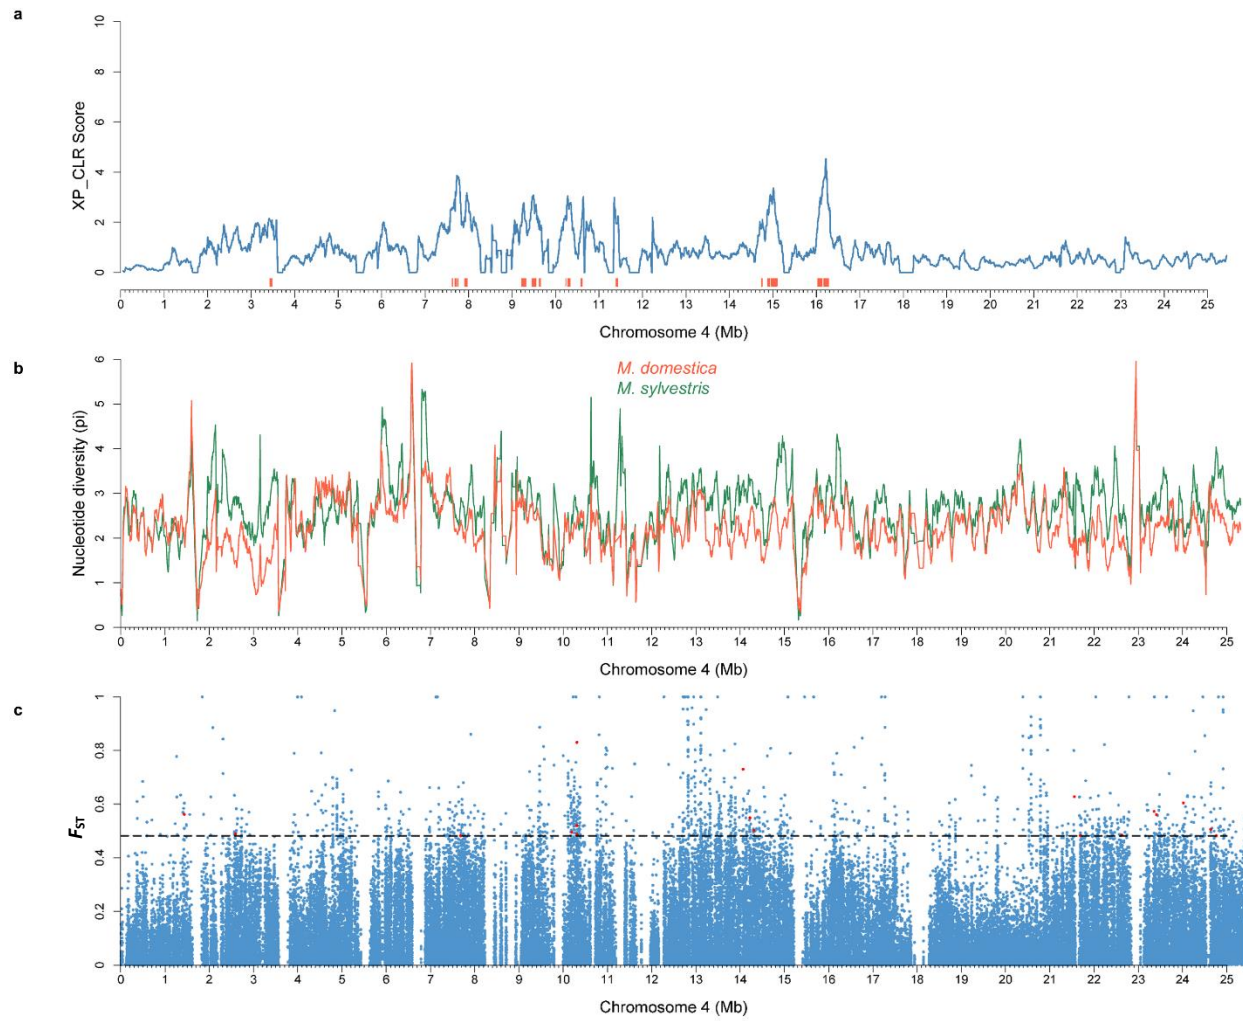 a
XP_CLR Score
10
8
6
4
2
0
0 1 2 3 4 5 6 7 8 9 10 11 12 13 14 15 16 17 18 19 20 21 22 23 24 25
Chromosome 4 (Mb)
b
M. domestica
M. sylvestris
Nucleotide diversity (pi)
6
5
4
3
2
1
0
0 1 2 3 4 5 6 7 8 9 10 11 12 13 14 15 16 17 18 19 20 21 22 23 24 25
Chromosome 4 (Mb)
c
FST
1
0.8
0.6
0.4
0.2
0
0 1 2 3 4 5 6 7 8 9 10 11 12 13 14 15 16 17 18 19 20 21 22 23 24 25
Chromosome 4 (Mb)